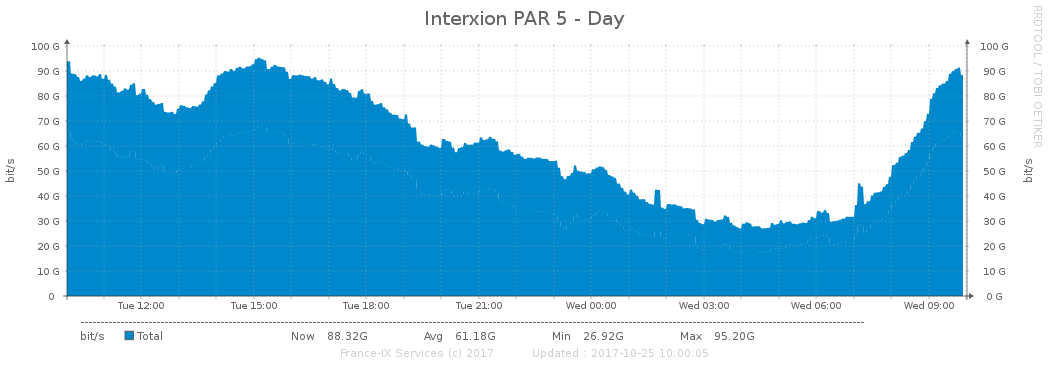 Interxion PAR 5 - Day
RRDTOOL / TOBI OETIKER
bit/s
100 G
90 G
80 G
70 G
60 G
50 G
40 G
30 G
20 G
10 G
0
100 G
90 G
80 G
70 G
60 G
50 G
40 G
30 G
20 G
10 G
0 G
bit/s
Tue 12:00 Tue 15:00 Tue 18:00 Tue 21:00 Wed 00:00 Wed 03:00 Wed 06:00 Wed 09:00
bit/s Total Now 88.32G Avg 61.18G Min 26.92G Max 95.20G
France-IX Services (c) 2017 Updated : 2017-10-25 10:00:05